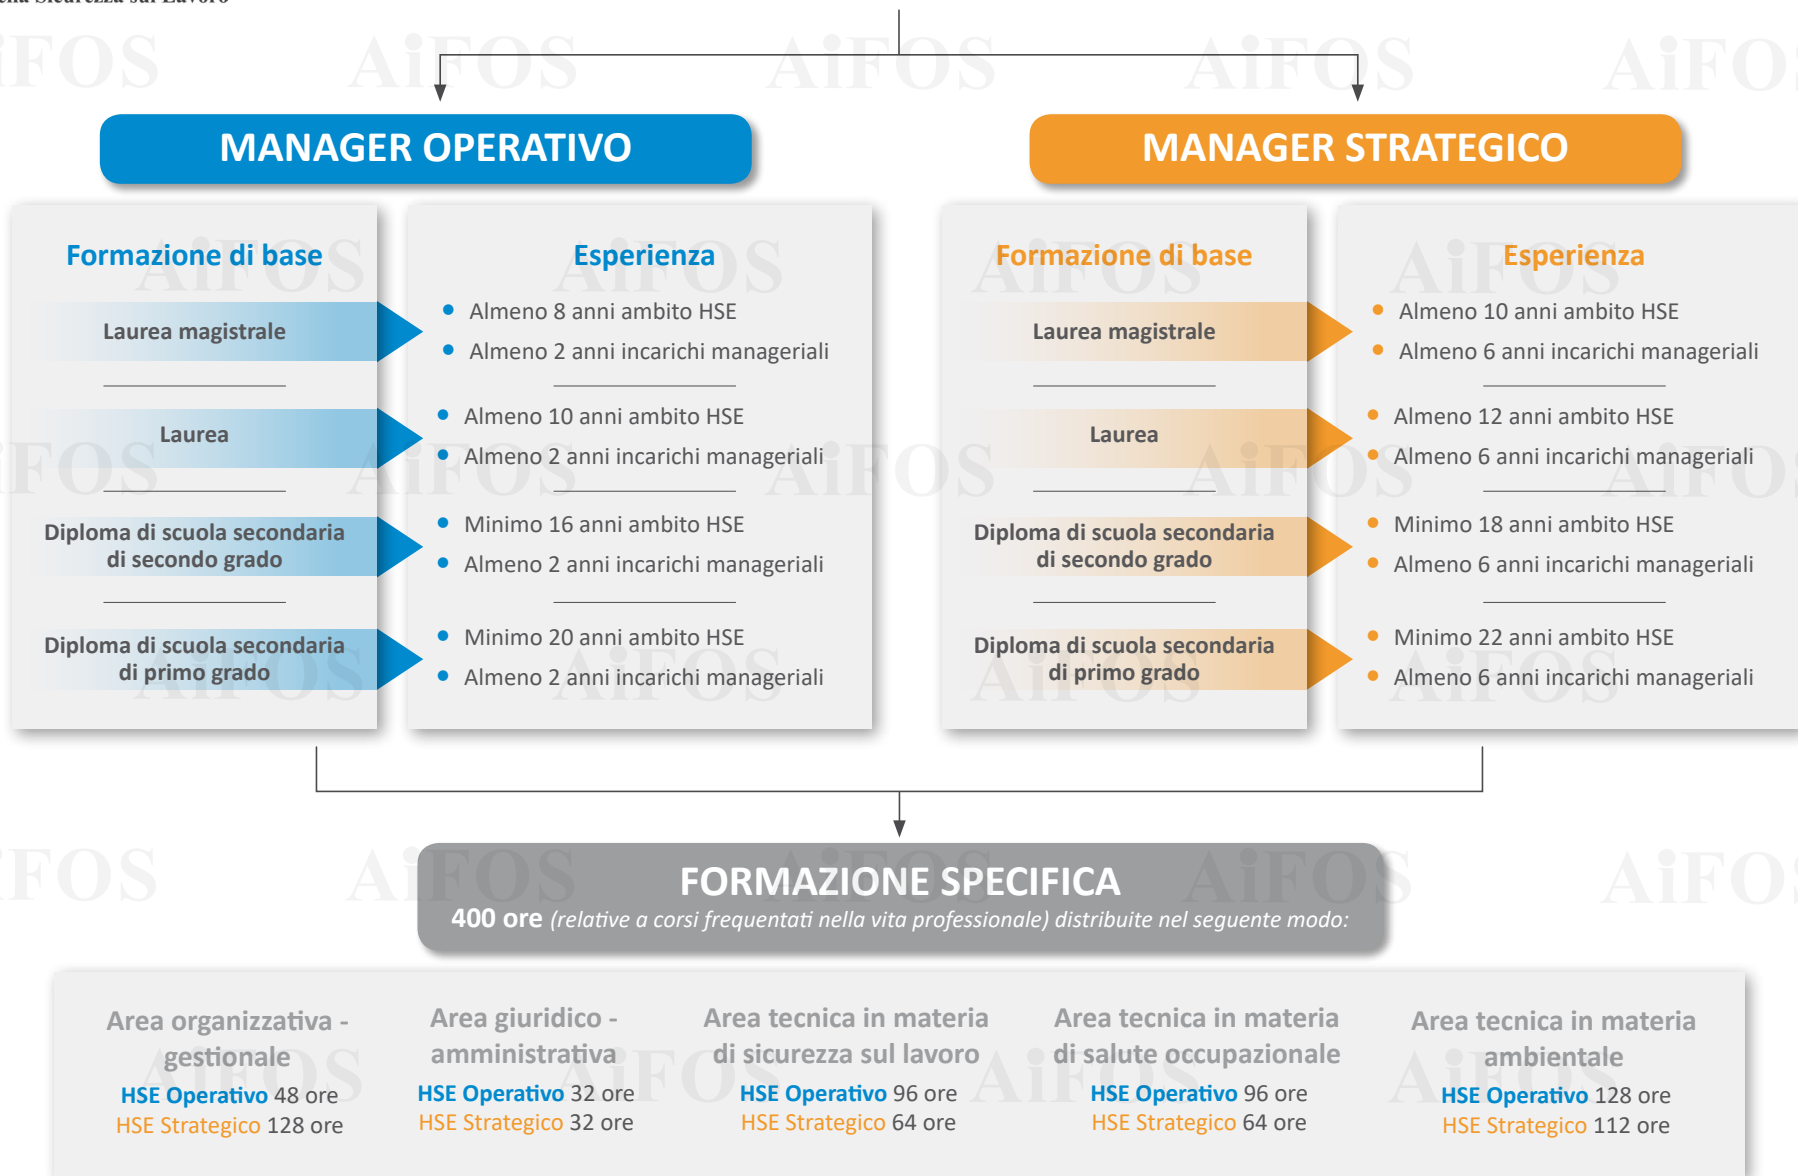 della Sicurezza sul Lavoro
MANAGER OPERATIVO
Formazione di base
Esperienza
Laurea magistrale
• Almeno 8 anni ambito HSE
• Almeno 2 anni incarichi manageriali
Laurea
• Almeno 10 anni ambito HSE
• Almeno 2 anni incarichi manageriali
Diploma di scuola secondaria
di secondo grado
• Minimo 16 anni ambito HSE
• Almeno 2 anni incarichi manageriali
Diploma di scuola secondaria
di primo grado
• Minimo 20 anni ambito HSE
• Almeno 2 anni incarichi manageriali
MANAGER STRATEGICO
Formazione di base
Esperienza
Laurea magistrale
• Almeno 10 anni ambito HSE
• Almeno 6 anni incarichi manageriali
Laurea
• Almeno 12 anni ambito HSE
• Almeno 6 anni incarichi manageriali
Diploma di scuola secondaria
di secondo grado
• Minimo 18 anni ambito HSE
• Almeno 6 anni incarichi manageriali
Diploma di scuola secondaria
di primo grado
• Minimo 22 anni ambito HSE
• Almeno 6 anni incarichi manageriali
FORMAZIONE SPECIFICA
400 ore (relative a corsi frequentati nella vita professionale) distribuite nel seguente modo:
Area organizzativa -
gestionale
HSE Operativo 48 ore
HSE Strategico 128 ore
Area giuridico -
amministrativa
HSE Operativo 32 ore
HSE Strategico 32 ore
Area tecnica in materia
di sicurezza sul lavoro
HSE Operativo 96 ore
HSE Strategico 64 ore
Area tecnica in materia
di salute occupazionale
HSE Operativo 96 ore
HSE Strategico 64 ore
Area tecnica in materia
ambientale
HSE Operativo 128 ore
HSE Strategico 112 ore
AiFOS